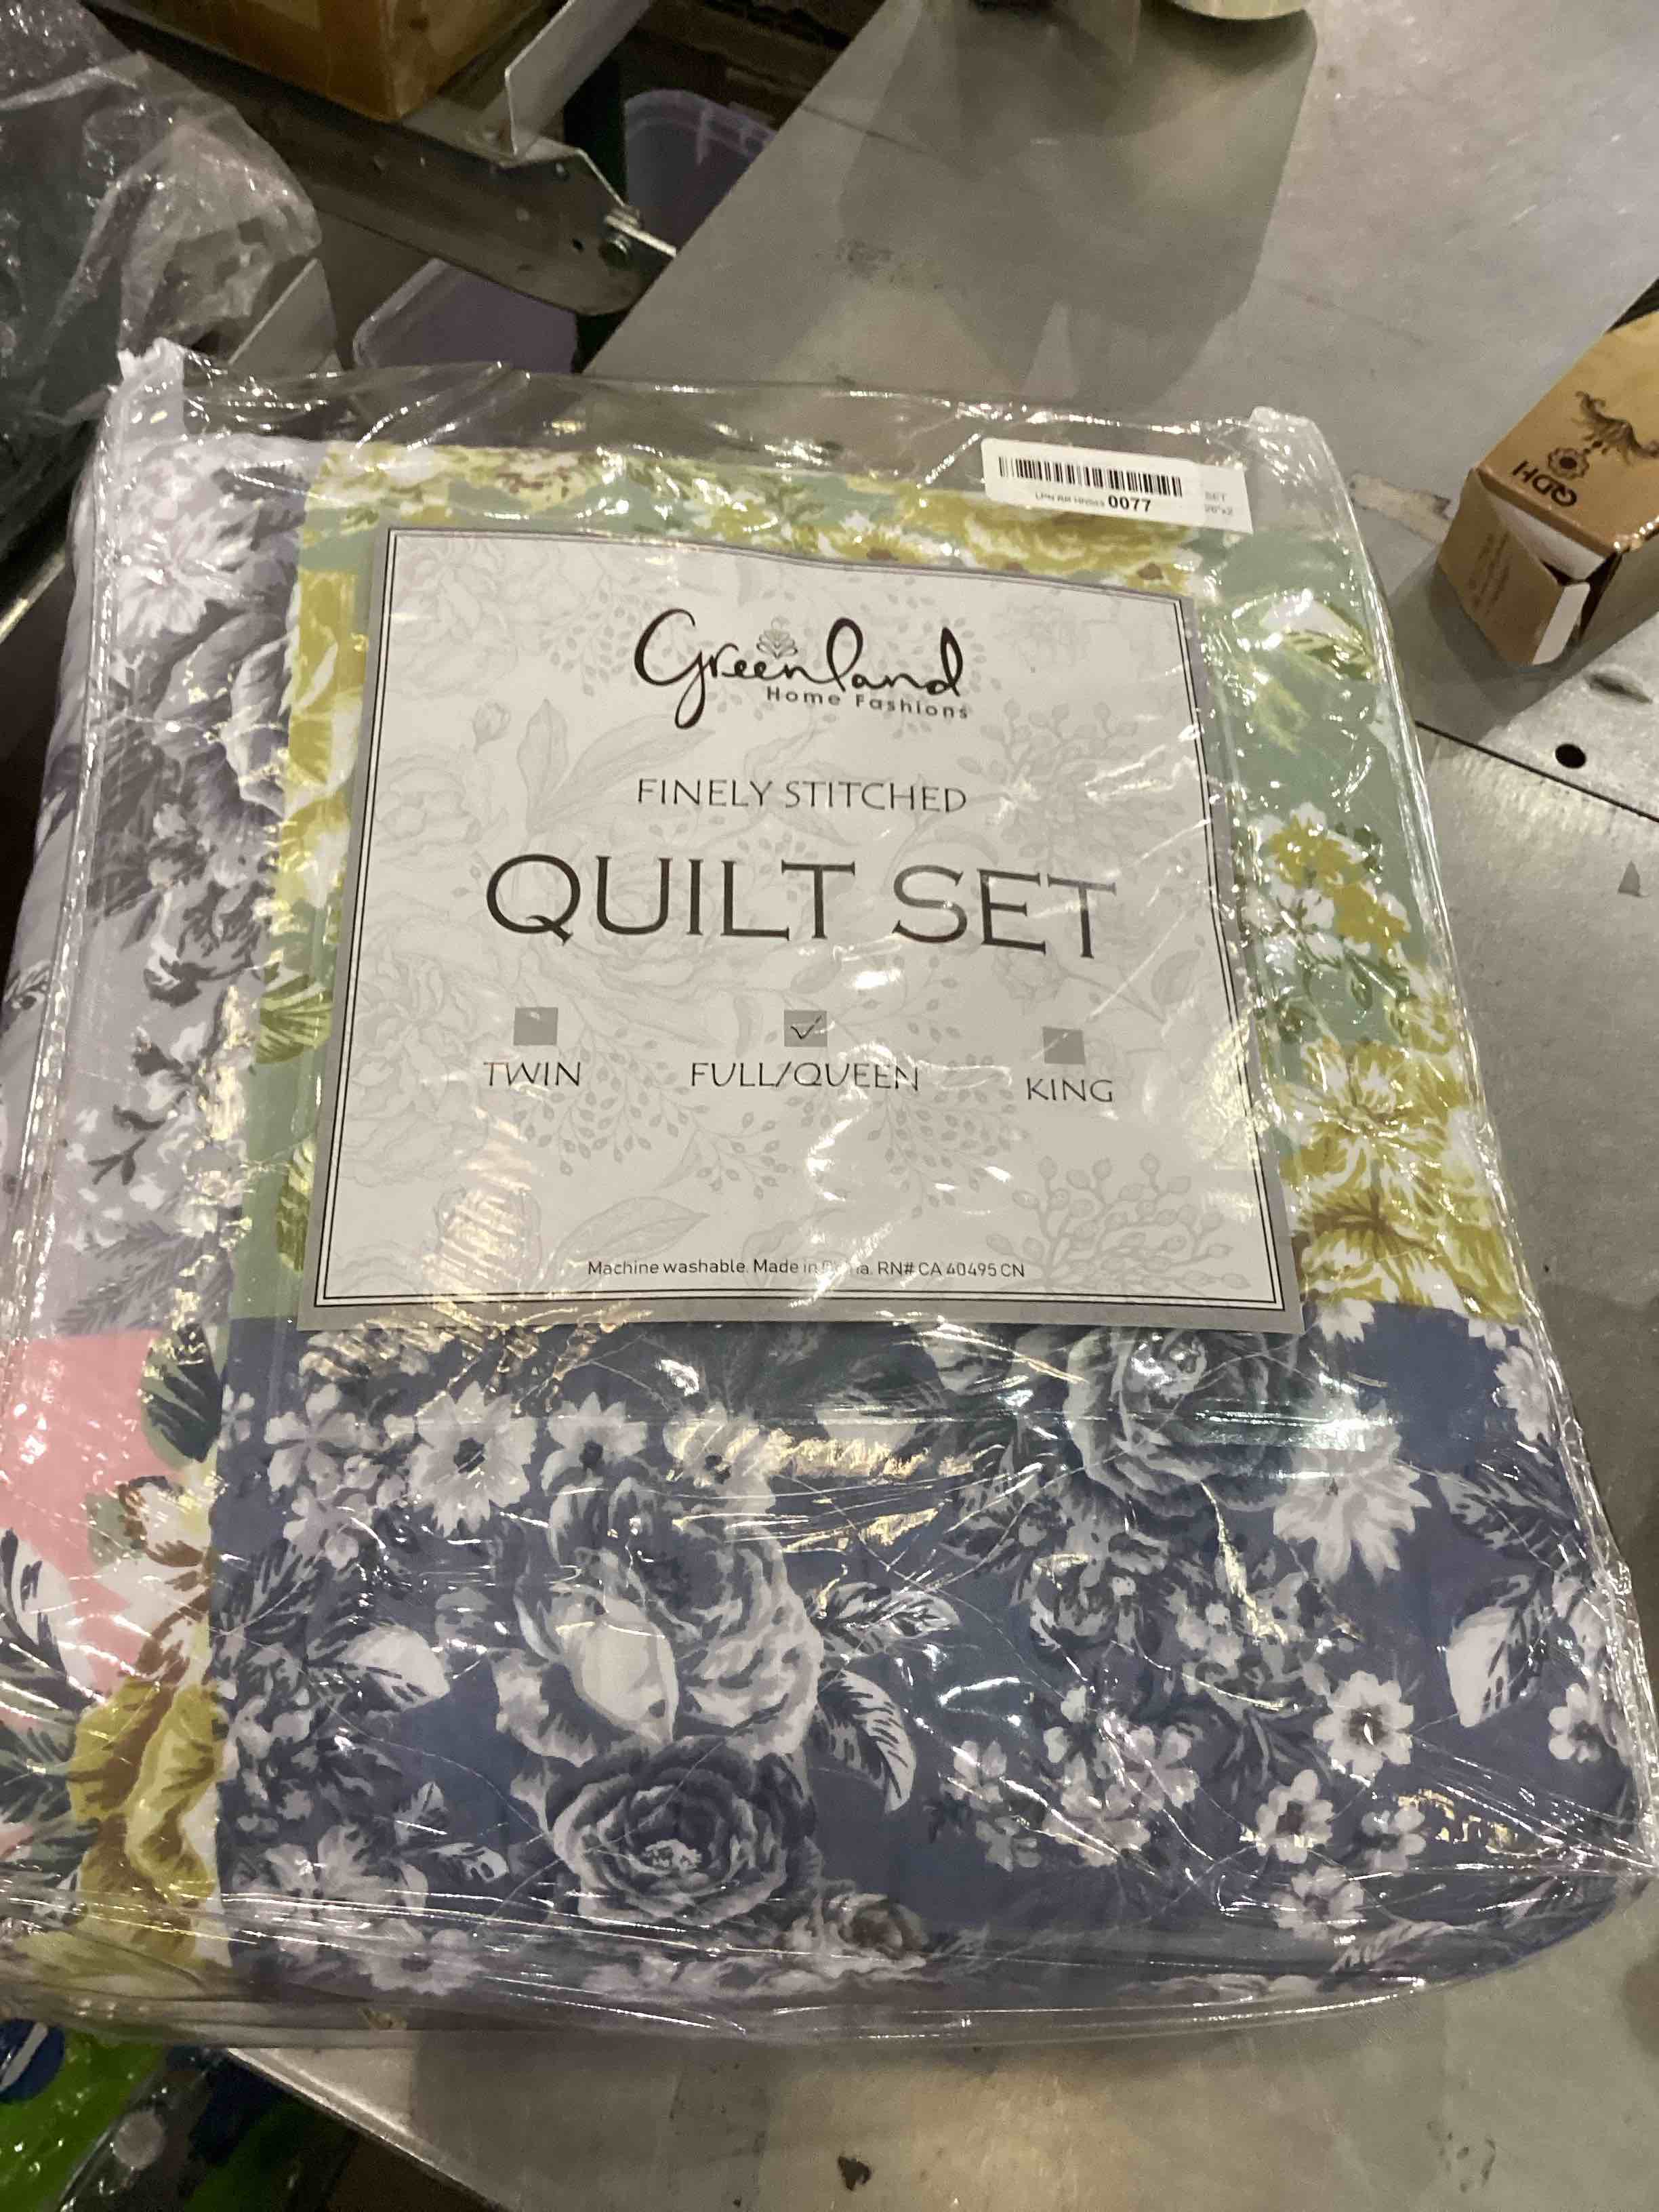 0077
SET
QDH
Greenland
Home Fashions
FINELY STITCHED
QUILT SET
TWIN
FULL/QUEEN
KING
Machine washable. Made in RN# CA 40495 CN